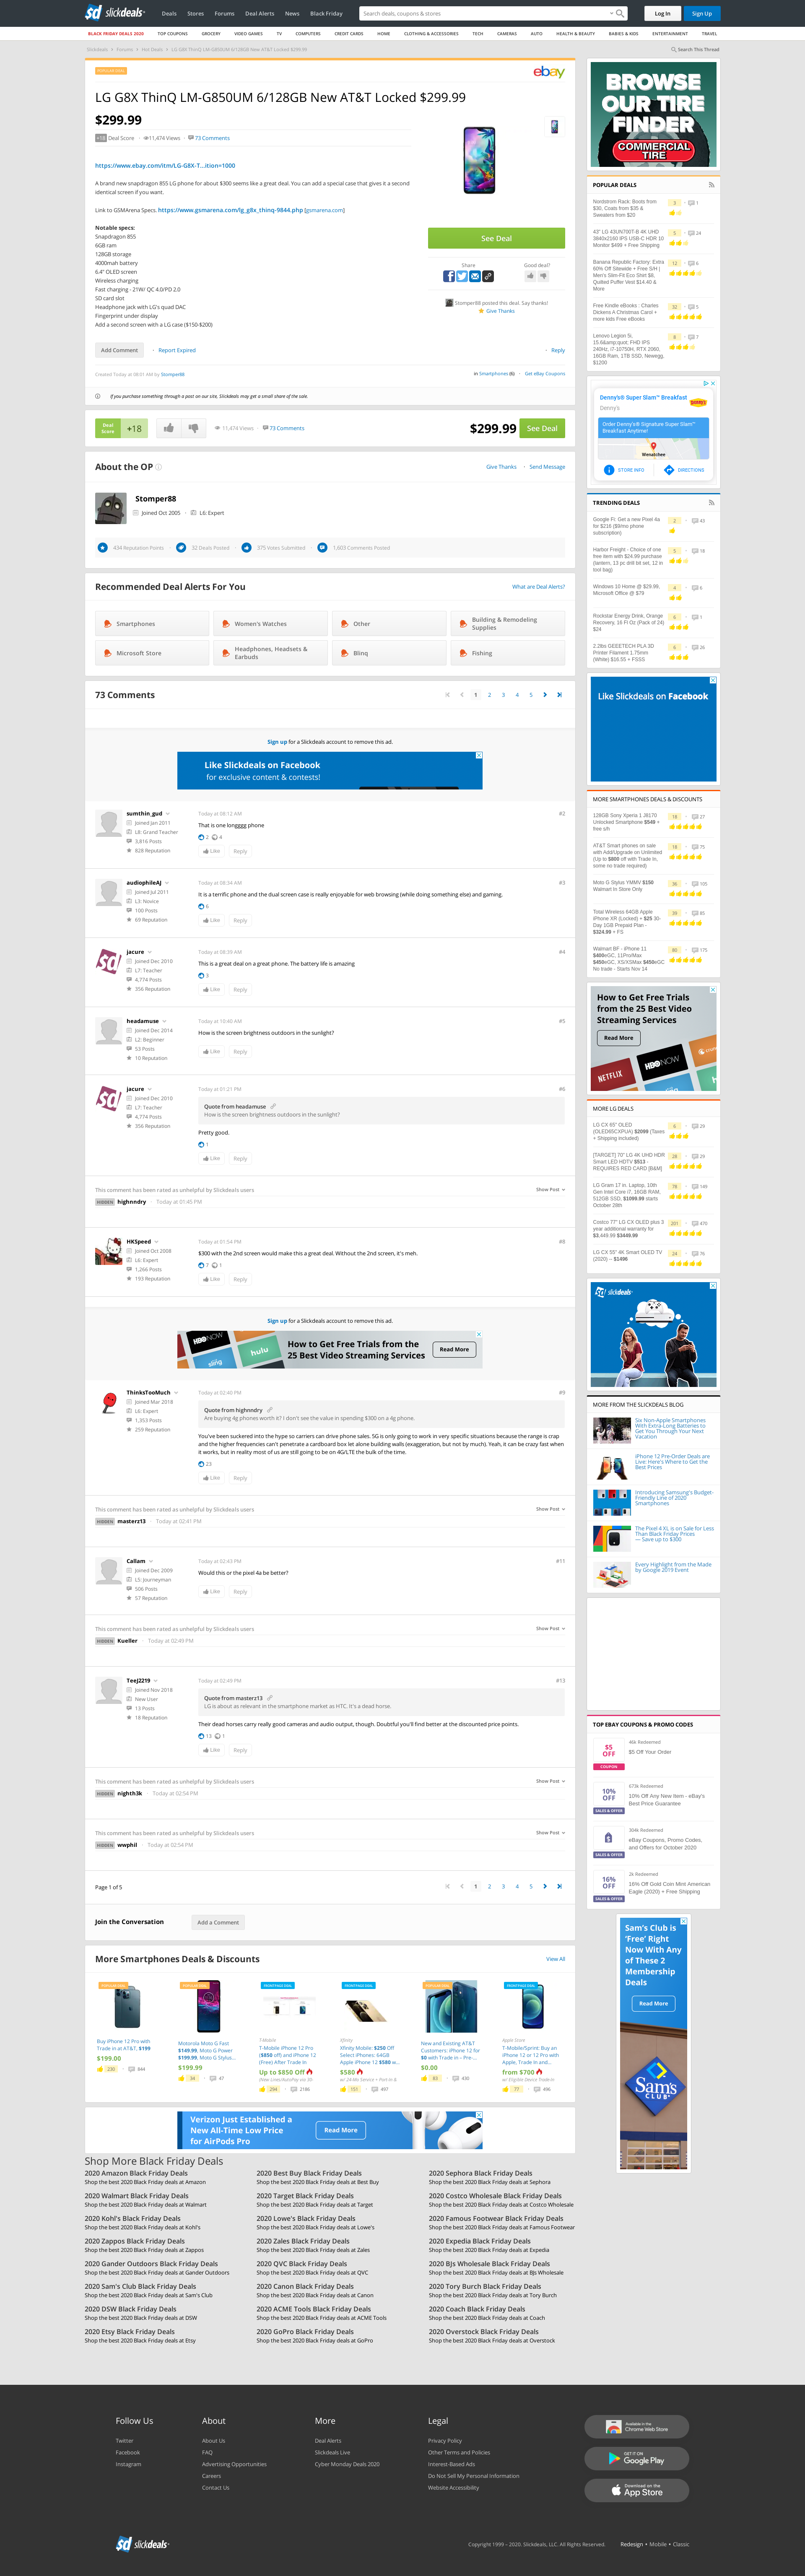 slickdeals
Deals Stores Forums Deal Alerts News Black Friday
Search deals, coupons & stores
Log In Sign Up
BLACK FRIDAY DEALS 2020 TOP COUPONS GROCERY VIDEO GAMES TV COMPUTERS CREDIT CARDS HOME CLOTHING & ACCESSORIES TECH CAMERAS AUTO HEALTH & BEAUTY BABIES & KIDS ENTERTAINMENT TRAVEL
Slickdeals > Forums > Hot Deals > LG G8X ThinQ LM-G850UM 6/128GB New AT&T Locked $299.99
Search This Thread
ebay
LG G8X ThinQ LM-G850UM 6/128GB New AT&T Locked $299.99
$299.99
+18 Deal Score 11,474 Views 73 Comments
https://www.ebay.com/itm/LG-G8X-T...ition=1000
A brand new snapdragon 855 LG phone for about $300 seems like a great deal. You can add a special case that gives it a second
identical screen if you want.
Link to GSMArena Specs, https://www.gsmarena.com/lg_g8x_thinq-9844.php [gsmarena.com]
Notable specs:
Snapdragon 855
6GB ram
128GB storage
4000mah battery
6.4" OLED screen
Wireless charging
Fast charging - 21W/ QC 4.0/PD 2.0
SD card slot
Headphone jack with LG's quad DAC
Fingerprint under display
Add a second screen with a LG case ($150-$200)
See Deal
Share
Good deal?
Stomper88 posted this deal. Say thanks!
Give Thanks
Add Comment Report Expired Reply
Created Today at 08:01 AM by Stomper88
in Smartphones (6) Get eBay Coupons
If you purchase something through a post on our site, Slickdeals may get a small share of the sale.
Deal
Score
+18
11,474 Views 73 Comments
$299.99 See Deal
About the OP
Give Thanks Send Message
Stomper88
Joined Oct 2005 L6: Expert
434 Reputation Points 32 Deals Posted 375 Votes Submitted 1,603 Comments Posted
Recommended Deal Alerts For You
What are Deal Alerts?
Smartphones
Women's Watches
Other
Building & Remodeling
Supplies
Microsoft Store
Headphones, Headsets &
Earbuds
Blinq
Fishing
73 Comments
1 2 3 4 5
Sign up for a Slickdeals account to remove this ad.
Like Slickdeals on Facebook
for exclusive content & contests!
sumthin_gud
Joined Jan 2011
L8: Grand Teacher
3,816 Posts
828 Reputation
Today at 08:12 AM
#2
That is one longggg phone
2 4
Like Reply
audiophileAJ
Joined Jul 2011
L3: Novice
100 Posts
69 Reputation
Today at 08:34 AM
#3
It is a terrific phone and the dual screen case is really enjoyable for web browsing (while doing something else) and gaming.
6
Like Reply
jacure
Joined Dec 2010
L7: Teacher
4,774 Posts
356 Reputation
Today at 08:39 AM
#4
This is a great deal on a great phone. The battery life is amazing
3
Like Reply
headamuse
Joined Dec 2014
L2: Beginner
53 Posts
10 Reputation
Today at 10:40 AM
#5
How is the screen brightness outdoors in the sunlight?
Like Reply
jacure
Joined Dec 2010
L7: Teacher
4,774 Posts
356 Reputation
Today at 01:21 PM
#6
Quote from headamuse
How is the screen brightness outdoors in the sunlight?
Pretty good.
1
Like Reply
This comment has been rated as unhelpful by Slickdeals users
Show Post
HIDDEN highnndry Today at 01:45 PM
HKSpeed
Joined Oct 2008
L6: Expert
1,266 Posts
193 Reputation
Today at 01:54 PM
#8
$300 with the 2nd screen would make this a great deal. Without the 2nd screen, it's meh.
7 1
Like Reply
Sign up for a Slickdeals account to remove this ad.
HBO NOW
hulu
How to Get Free Trials from the
25 Best Video Streaming Services
Read More
ThinksTooMuch
Joined Mar 2018
L6: Expert
1,353 Posts
259 Reputation
Today at 02:40 PM
#9
Quote from highnndry
Are buying 4g phones worth it? I don't see the value in spending $300 on a 4g phone.
You've been suckered into the hype so carriers can drive phone sales. 5G is only going to work in very specific situations because the range is crap
and the higher frequencies can't penetrate a cardboard box let alone building walls (exaggeration, but not by much). Yeah, it can be crazy fast when
it works, but in reality most of us are still going to be on 4G/LTE the bulk of the time.
23
Like Reply
This comment has been rated as unhelpful by Slickdeals users
Show Post
HIDDEN masterz13 Today at 02:41 PM
Callam
Joined Dec 2009
L5: Journeyman
506 Posts
57 Reputation
Today at 02:43 PM
#11
Would this or the pixel 4a be better?
Like Reply
This comment has been rated as unhelpful by Slickdeals users
Show Post
HIDDEN Kueller Today at 02:49 PM
TeeJ2219
Joined Nov 2018
New User
13 Posts
18 Reputation
Today at 02:49 PM
#13
Quote from masterz13
LG is about as relevant in the smartphone market as HTC. It's a dead horse.
Their dead horses carry really good cameras and audio output, though. Doubtful you'll find better at the discounted price points.
13 1
Like Reply
This comment has been rated as unhelpful by Slickdeals users
Show Post
HIDDEN nighth3k Today at 02:54 PM
This comment has been rated as unhelpful by Slickdeals users
Show Post
HIDDEN wwphil Today at 02:54 PM
Page 1 of 5
1 2 3 4 5
Join the Conversation
Add a Comment
More Smartphones Deals & Discounts
View All
Buy iPhone 12 Pro with
Trade in at AT&T, $199
$199.00
230 844
Motorola Moto G Fast
$149.99, Moto G Power
$199.99, Moto G Stylus...
$199.99
34 47
FRONTPAGE DEAL
T-Mobile
T-Mobile iPhone 12 Pro
($850 off) and iPhone 12
(Free) After Trade In
Up to $850 Off
294 2186
FRONTPAGE DEAL
Xfinity
Xfinity Mobile: $250 Off
Select iPhones: 64GB
Apple iPhone 12 $580 w...
$580
w/ 24-Mo Service + Port-in &
151 497
New and Existing AT&T
Customers: iPhone 12 for
$0 with Trade in – Pre-...
$0.00
83 430
FRONTPAGE DEAL
Apple Store
T-Mobile/Sprint: Buy an
iPhone 12 or 12 Pro with
Apple, Trade In and...
from $700
w/ Eligible Device Trade-In
77 496
Verizon Just Established a
New All-Time Low Price
for AirPods Pro
Read More
Shop More Black Friday Deals
2020 Amazon Black Friday Deals
Shop the best 2020 Black Friday deals at Amazon
2020 Best Buy Black Friday Deals
Shop the best 2020 Black Friday deals at Best Buy
2020 Sephora Black Friday Deals
Shop the best 2020 Black Friday deals at Sephora
2020 Walmart Black Friday Deals
Shop the best 2020 Black Friday deals at Walmart
2020 Target Black Friday Deals
Shop the best 2020 Black Friday deals at Target
2020 Costco Wholesale Black Friday Deals
Shop the best 2020 Black Friday deals at Costco Wholesale
2020 Kohl's Black Friday Deals
Shop the best 2020 Black Friday deals at Kohl's
2020 Lowe's Black Friday Deals
Shop the best 2020 Black Friday deals at Lowe's
2020 Famous Footwear Black Friday Deals
Shop the best 2020 Black Friday deals at Famous Footwear
2020 Zappos Black Friday Deals
Shop the best 2020 Black Friday deals at Zappos
2020 Zales Black Friday Deals
Shop the best 2020 Black Friday deals at Zales
2020 Expedia Black Friday Deals
Shop the best 2020 Black Friday deals at Expedia
2020 Gander Outdoors Black Friday Deals
Shop the best 2020 Black Friday deals at Gander Outdoors
2020 QVC Black Friday Deals
Shop the best 2020 Black Friday deals at QVC
2020 BJs Wholesale Black Friday Deals
Shop the best 2020 Black Friday deals at BJs Wholesale
2020 Sam's Club Black Friday Deals
Shop the best 2020 Black Friday deals at Sam's Club
2020 Canon Black Friday Deals
Shop the best 2020 Black Friday deals at Canon
2020 Tory Burch Black Friday Deals
Shop the best 2020 Black Friday deals at Tory Burch
2020 DSW Black Friday Deals
Shop the best 2020 Black Friday deals at DSW
2020 ACME Tools Black Friday Deals
Shop the best 2020 Black Friday deals at ACME Tools
2020 Coach Black Friday Deals
Shop the best 2020 Black Friday deals at Coach
2020 Etsy Black Friday Deals
Shop the best 2020 Black Friday deals at Etsy
2020 GoPro Black Friday Deals
Shop the best 2020 Black Friday deals at GoPro
2020 Overstock Black Friday Deals
Shop the best 2020 Black Friday deals at Overstock
BROWSE
OUR TIRE
FINDER
COMMERCIAL
TIRE
POPULAR DEALS
Nordstrom Rack: Boots from
$30, Coats from $35 &
Sweaters from $20
3 1
43" LG 43UN700T-B 4K UHD
3840x2160 IPS USB-C HDR 10
Monitor $499 + Free Shipping
5 24
Banana Republic Factory: Extra
60% Off Sitewide + Free S/H |
Men's Slim-Fit Eco Shirt $8,
Quilted Puffer Vest $14.40 &
More
12 6
Free Kindle eBooks : Charles
Dickens A Christmas Carol +
more kids Free eBooks
32 5
Lenovo Legion 5i,
15.6&amp;quot; FHD IPS
240Hz, i7-10750H, RTX 2060,
16GB Ram, 1TB SSD, Newegg,
$1200
8 7
Denny's® Super Slam™ Breakfast
Denny's
Order Denny's® Signature Super Slam™
Breakfast Anytime!
Wenatchee
STORE INFO DIRECTIONS
TRENDING DEALS
Google Fi: Get a new Pixel 4a
for $216 ($9/mo phone
subscription)
2 43
Harbor Freight - Choice of one
free item with $24.99 purchase
(lantern, 13 pc drill bit set, 12 in
tool bag)
5 18
Windows 10 Home @ $29.99,
Microsoft Office @ $79
4 6
Rockstar Energy Drink, Orange
Recovery, 16 Fl Oz (Pack of 24)
$24
6 1
2.2lbs GEEETECH PLA 3D
Printer Filament 1.75mm
(White) $16.55 + FSSS
6 26
Like Slickdeals on Facebook
MORE SMARTPHONES DEALS & DISCOUNTS
128GB Sony Xperia 1 J8170
Unlocked Smartphone $549 +
free s/h
18 27
AT&T Smart phones on sale
with Add/Upgrade on Unlimited
(Up to $800 off with Trade In,
some no trade required)
18 75
Moto G Stylus YMMV $150
Walmart In Store Only
36 105
Total Wireless 64GB Apple
iPhone XR (Locked) + $25 30-
Day 1GB Prepaid Plan -
$324.99 + FS
39 85
Walmart BF - iPhone 11
$400eGC, 11Pro/Max
$450eGC, XS/XSMax $450eGC
No trade - Starts Nov 14
80 175
How to Get Free Trials
from the 25 Best Video
Streaming Services
Read More
HBO NOW
NETFLIX
MORE LG DEALS
LG CX 65" OLED
(OLED65CXPUA) $2099 (Taxes
+ Shipping included)
6 29
[TARGET] 70" LG 4K UHD HDR
Smart LED HDTV $513 -
REQUIRES RED CARD [B&M]
28 29
LG Gram 17 in. Laptop, 10th
Gen Intel Core i7, 16GB RAM,
512GB SSD, $1099.99 starts
October 28th
78 149
Costco 77" LG CX OLED plus 3
year additional warranty for
$3,449.99 $3449.99
201 470
LG CX 55" 4K Smart OLED TV
(2020) – $1496
24 76
slickdeals
MORE FROM THE SLICKDEALS BLOG
Six Non-Apple Smartphones
With Extra-Long Batteries to
Get You Through Your Next
Vacation
iPhone 12 Pre-Order Deals are
Live: Here's Where to Get the
Best Prices
Introducing Samsung's Budget-
Friendly Line of 2020
Smartphones
The Pixel 4 XL is on Sale for Less
Than Black Friday Prices
— Save up to $300
Every Highlight from the Made
by Google 2019 Event
TOP EBAY COUPONS & PROMO CODES
$5
OFF
COUPON
46k Redeemed
$5 Off Your Order
10%
OFF
SALES & OFFER
673k Redeemed
10% Off Any New Item - eBay's
Best Price Guarantee
SALES & OFFER
304k Redeemed
eBay Coupons, Promo Codes,
and Offers for October 2020
16%
OFF
SALES & OFFER
2k Redeemed
16% Off Gold Coin Mint American
Eagle (2020) + Free Shipping
Sam's Club is
'Free' Right
Now With Any
of These 2
Membership
Deals
Read More
Sam's
CLUB
Follow Us
Twitter
Facebook
Instagram
About
About Us
FAQ
Advertising Opportunities
Careers
Contact Us
More
Deal Alerts
Slickdeals Live
Cyber Monday Deals 2020
Legal
Privacy Policy
Other Terms and Policies
Interest-Based Ads
Do Not Sell My Personal Information
Website Accessibility
Available in the
Chrome Web Store
GET IT ON
Google Play
Download on the
App Store
slickdeals
Copyright 1999 - 2020. Slickdeals, LLC. All Rights Reserved. Redesign • Mobile • Classic